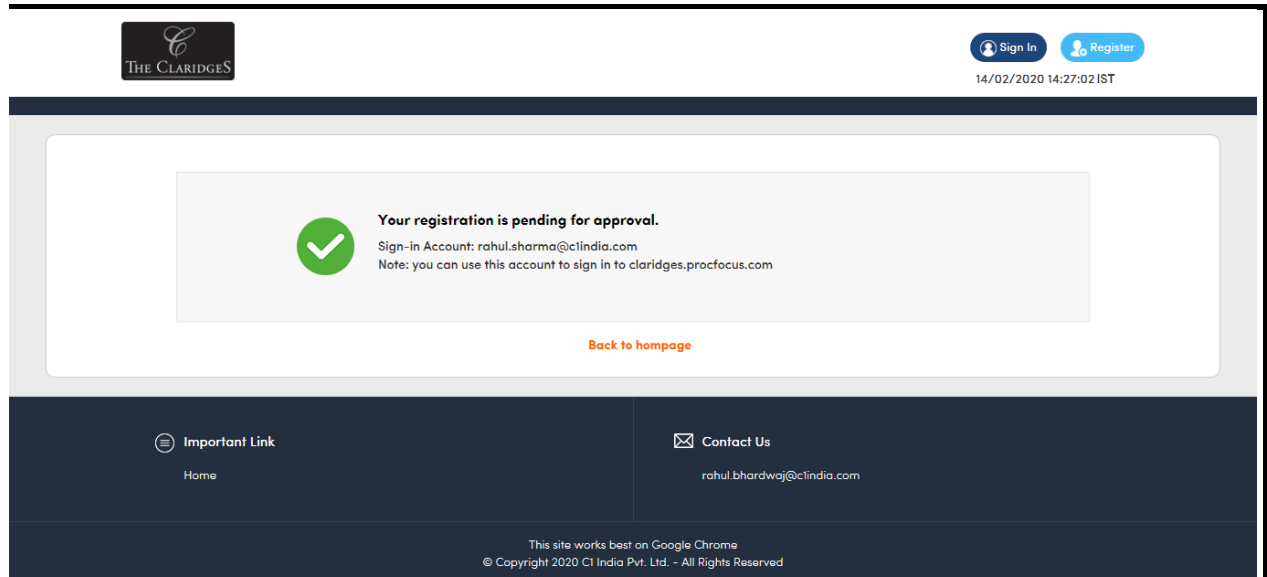 THE CLARIDGES
Sign In
Register
14/02/2020 14:27:02 IST
Your registration is pending for approval.
Sign-in Account: rahul.sharma@c1india.com
Note: you can use this account to sign in to claridges.procfocus.com
Back to hompage
Important Link
Home
Contact Us
rahul.bhardwaj@c1india.com
This site works best on Google Chrome
© Copyright 2020 C1 India Pvt. Ltd. - All Rights Reserved